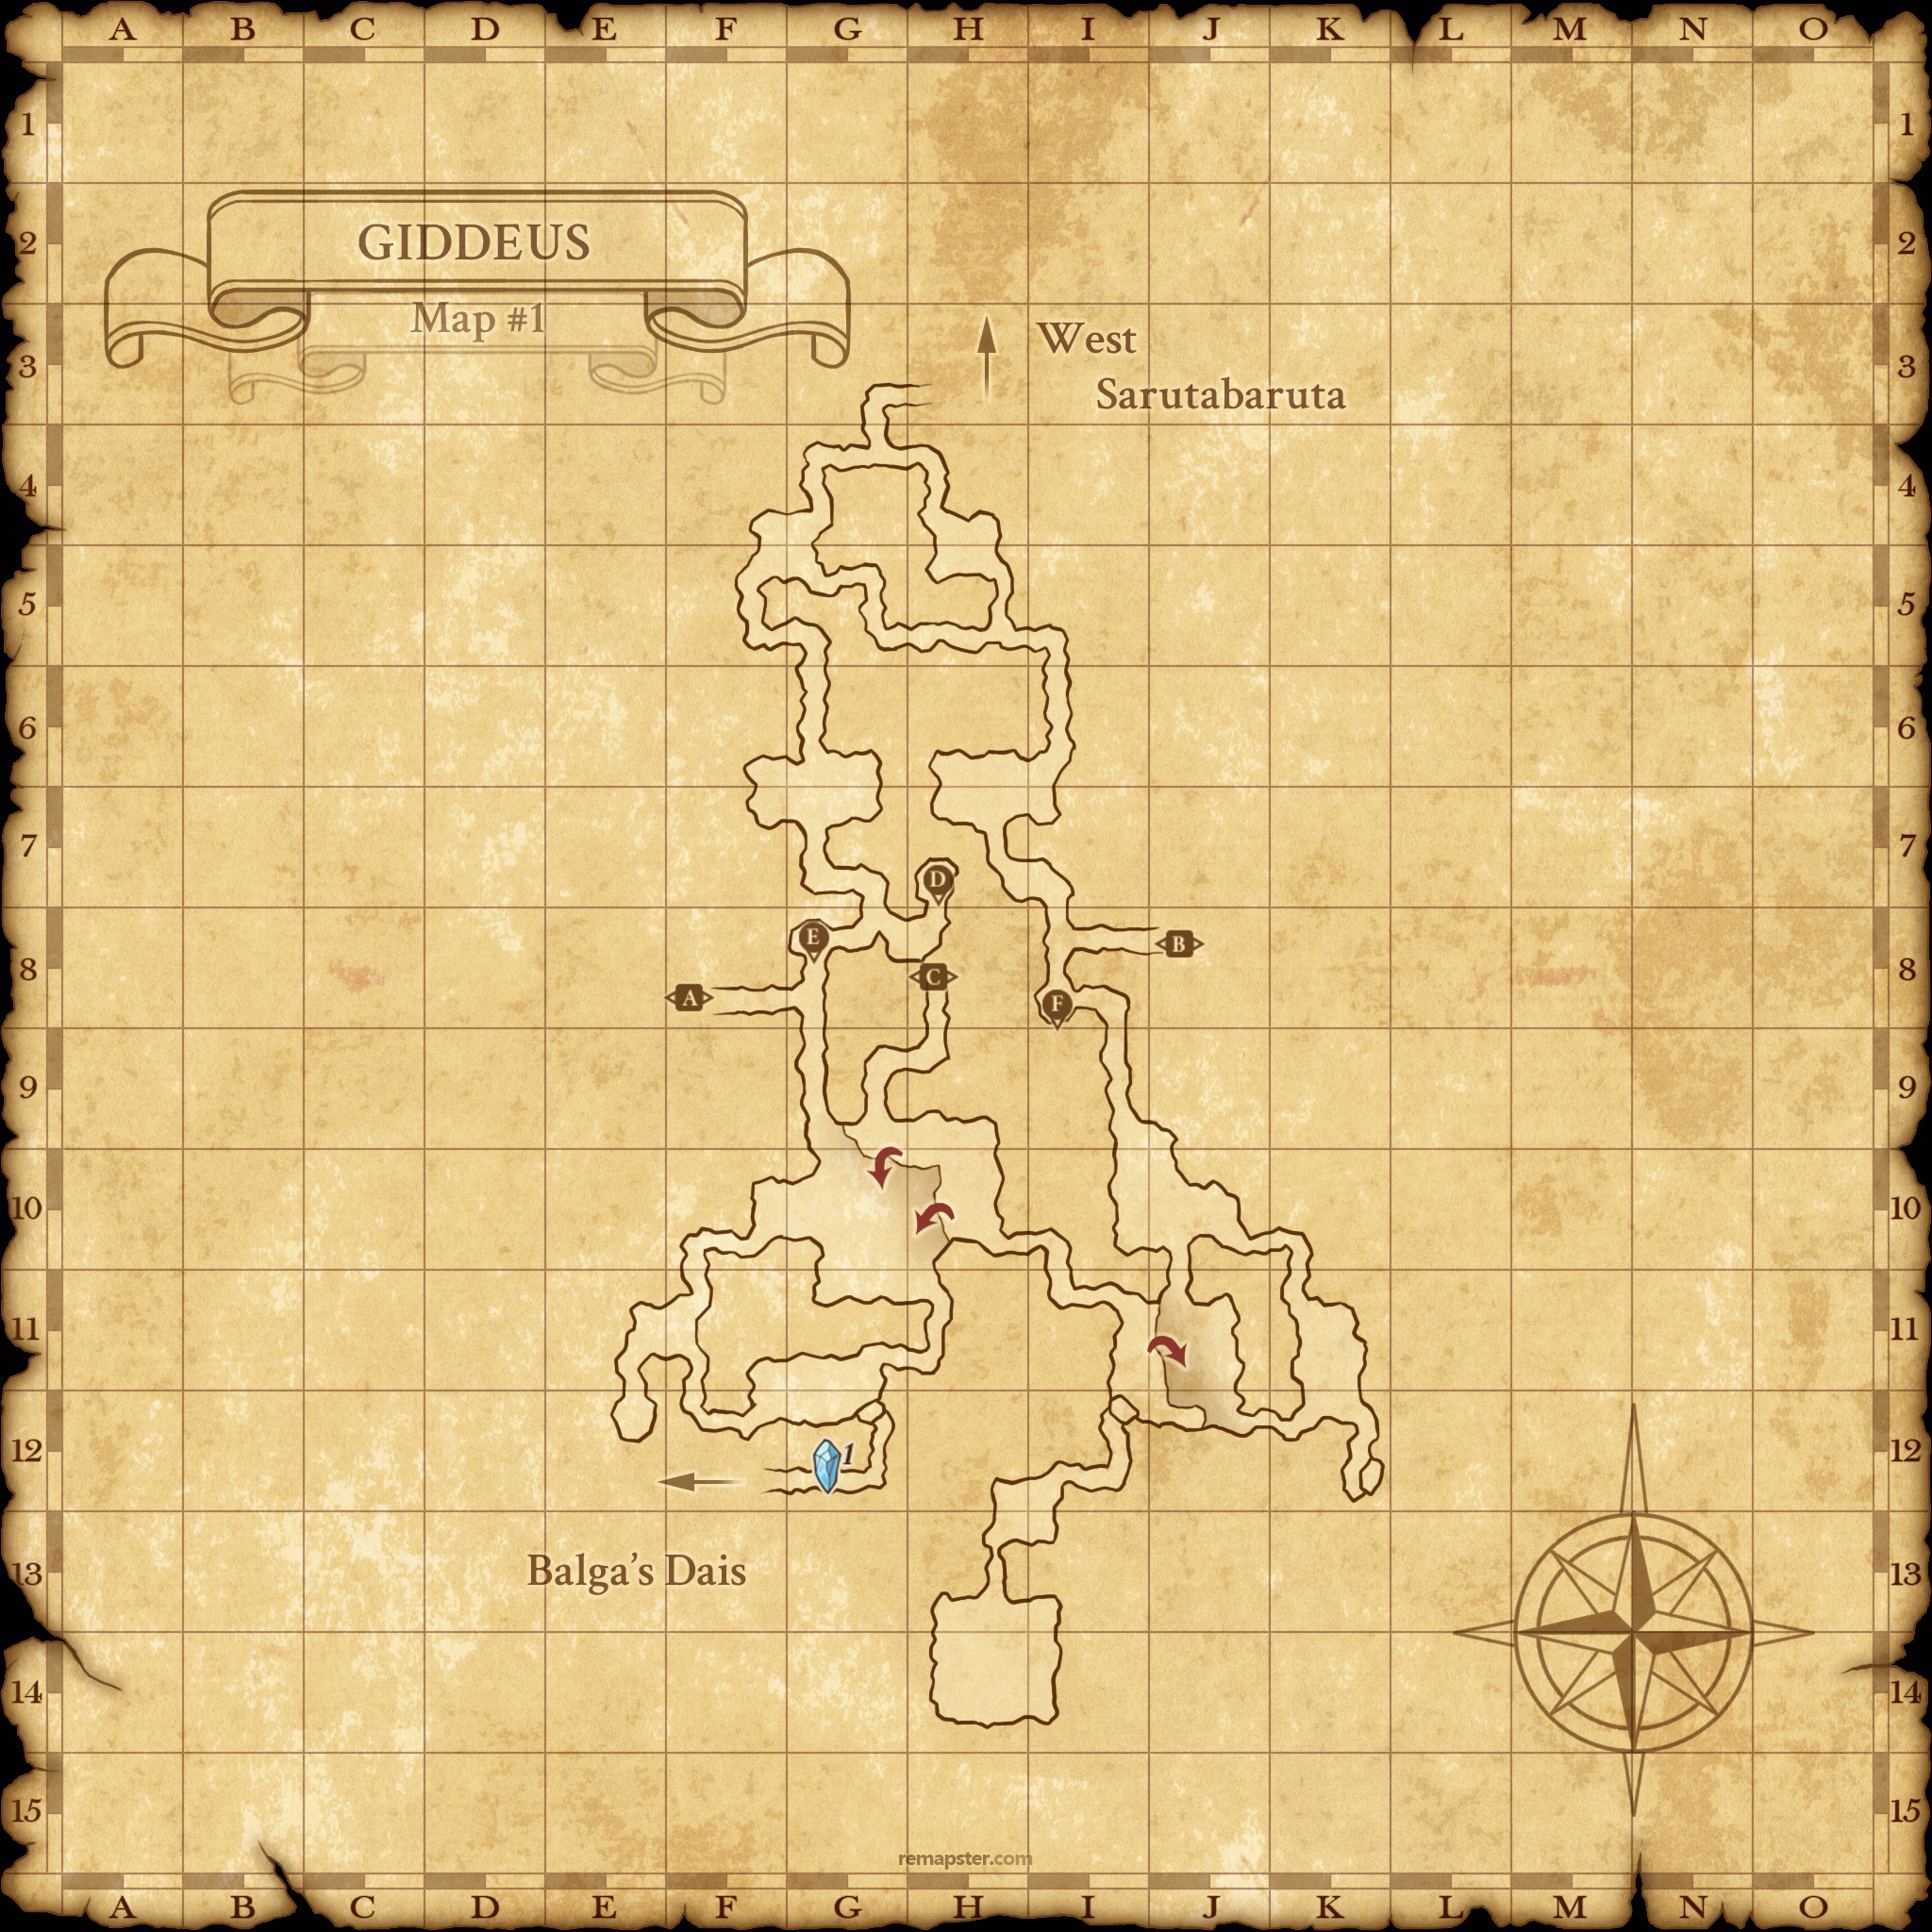 A B C D E F G H I J K L M N O
1 1
2 GIDDEUS 2
Map #1
West
3 3
Sarutabaruta
4 4
5 5
6 6
7 7
D
E
B
8 8
C
A
F
9 9
10 10
11 11
12 12
1
Balga's Dais
13 13
14 14
15 15
remapster.com
A B C D E F G H I J K L M N O